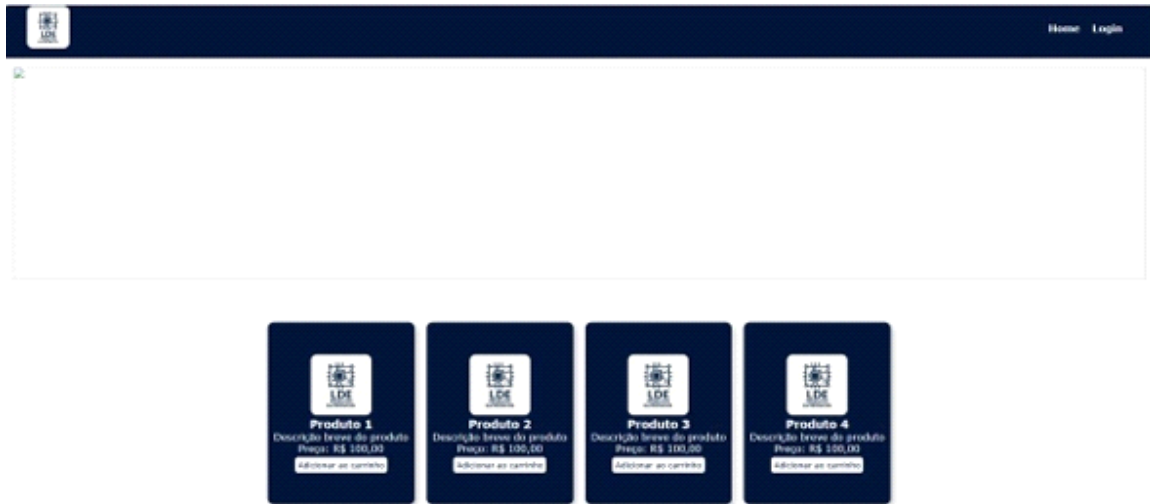 LDE
Home Login
LDE
Produto 1
Descrição breve do produto
Preço: R$ 100,00
Adicionar ao carrinho
LDE
Produto 2
Descrição breve do produto
Preço: R$ 100,00
Adicionar ao carrinho
LDE
Produto 3
Descrição breve do produto
Preço: R$ 100,00
Adicionar ao carrinho
LDE
Produto 4
Descrição breve do produto
Preço: R$ 100,00
Adicionar ao carrinho